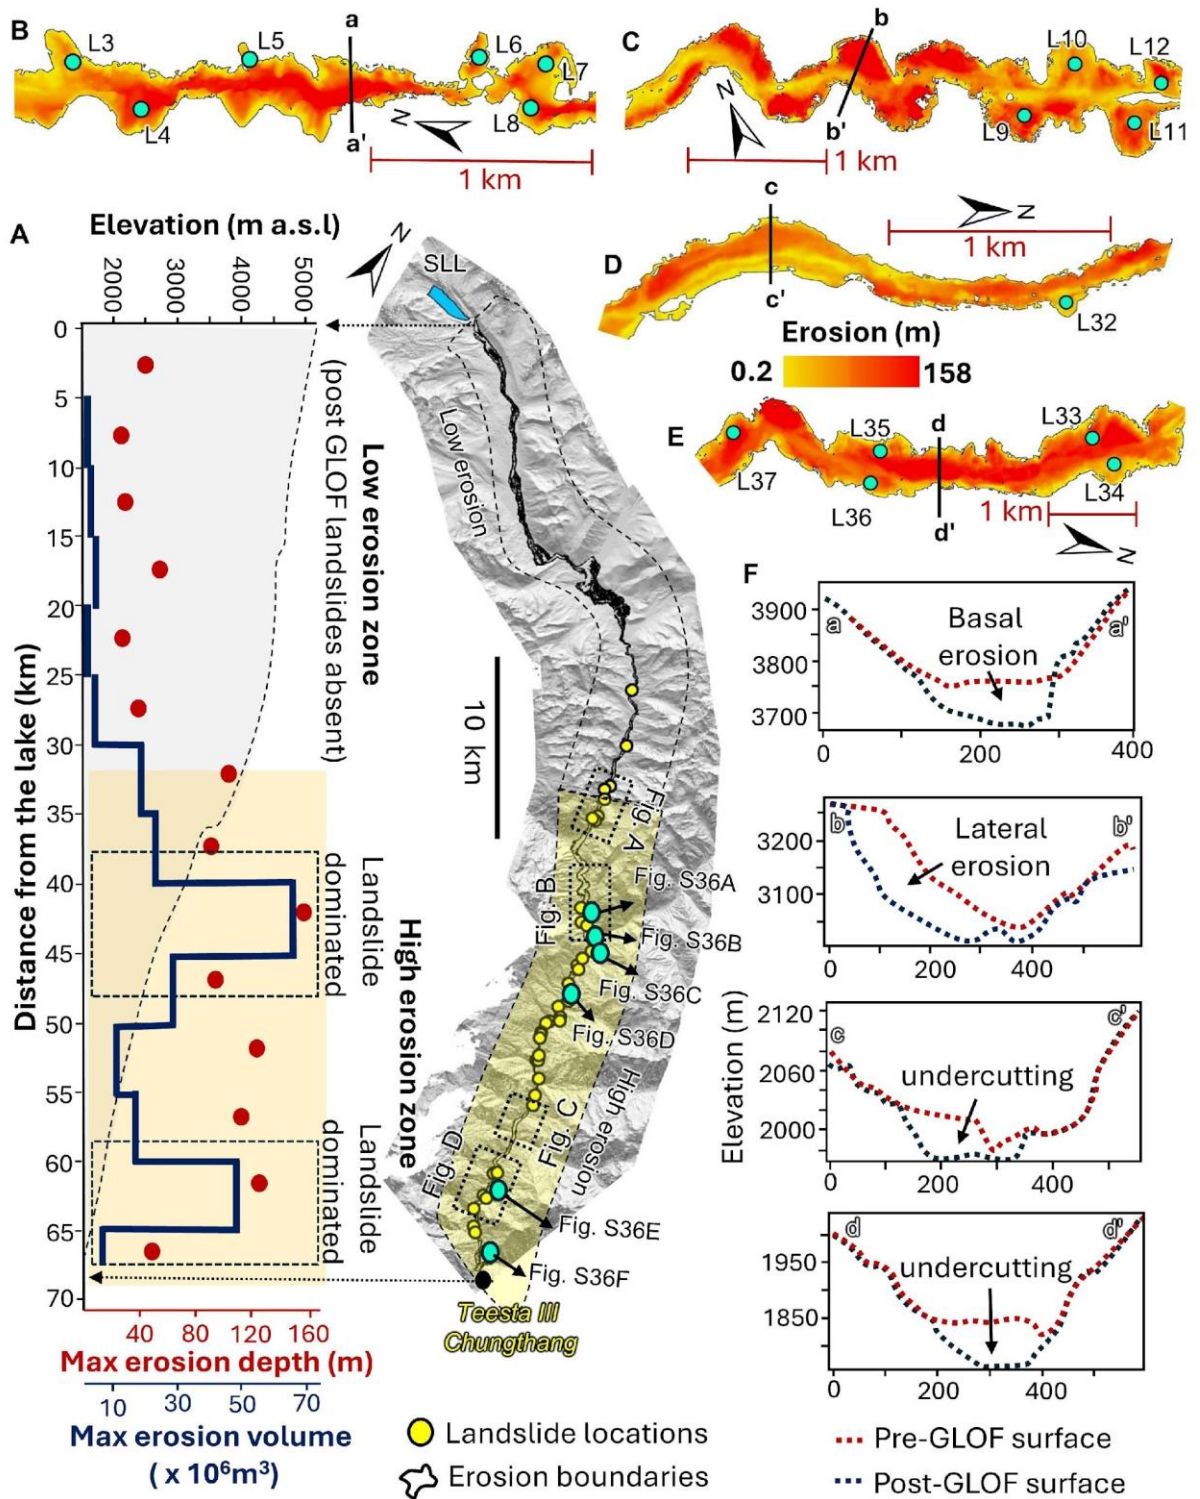 B
L3
L5
a
L6
L7
L4
L8
a'
N
1 km
C
b
L10
L12
N
b'
L9
L11
1 km
A
Elevation (m a.s.l)
2000
3000
4000
5000
0
5
10
15
20
25
30
35
40
45
50
55
60
65
70
Distance from the lake (km)
Low erosion zone
(post GLOF landslides absent)
High erosion zone
Landslide
dominated
Landslide
dominated
40
80
120
160
Max erosion depth (m)
10
30
50
70
Max erosion volume
( x 10⁶m³)
N
SLL
Low erosion
10 km
Fig. A
Fig. B
Fig. S36A
Fig. S36B
Fig. S36C
Fig. S36D
High erosion
Fig. C
Fig. D
Fig. S36E
Fig. S36F
Teesta III
Chungthang
Landslide locations
Erosion boundaries
D
c
N
1 km
c'
L32
Erosion (m)
0.2
158
E
L35
d
L33
L37
L36
d'
L34
1 km
N
F
3900
3800
3700
a
a'
Basal
erosion
0
200
400
3200
3100
b
b'
Lateral
erosion
0
200
400
Elevation (m)
2120
2060
2000
c
c'
undercutting
0
200
400
1950
1850
d
d'
undercutting
0
200
400
Pre-GLOF surface
Post-GLOF surface